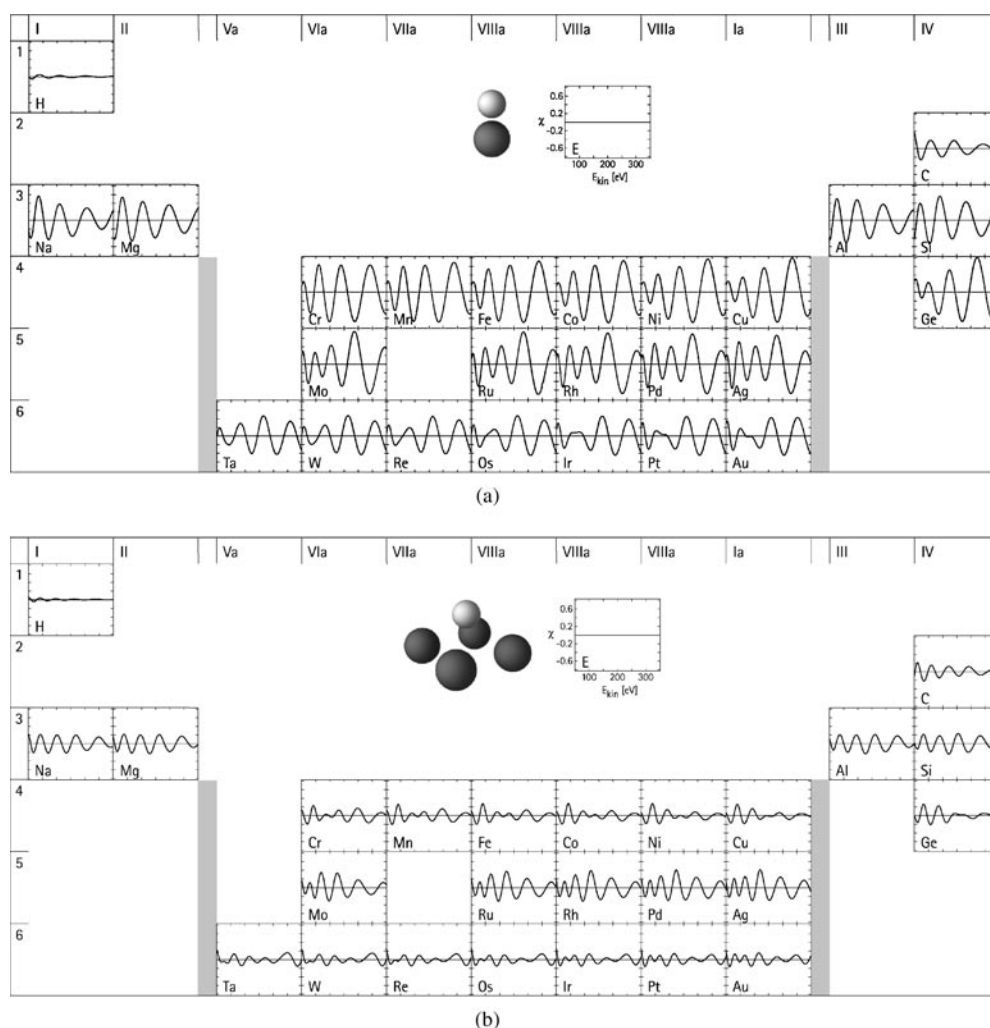 I II Va VIa VIIa VIIIa VIIIa VIIIa Ia III IV
1
H
2
0.6
0.2
χ
-0.2
-0.6
E
100 200 300
E kin [eV]
C
3
Na Mg Al Si
4
Cr Mn Fe Co Ni Cu Ge
5
Mo Ru Rh Pd Ag
6
Ta W Re Os Ir Pt Au
(a)
I II Va VIa VIIa VIIIa VIIIa VIIIa Ia III IV
1
H
2
0.6
0.2
χ
-0.2
-0.6
E
100 200 300
E kin [eV]
C
3
Na Mg Al Si
4
Cr Mn Fe Co Ni Cu Ge
5
Mo Ru Rh Pd Ag
6
Ta W Re Os Ir Pt Au
(b)